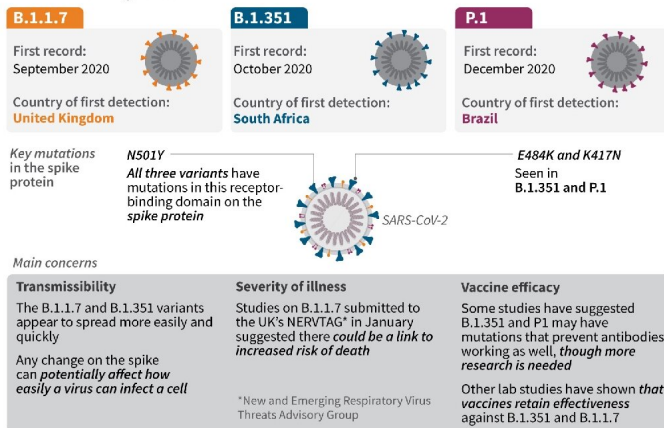 B.1.1.7
First record:
September 2020
Country of first detection:
United Kingdom
B.1.351
First record:
October 2020
Country of first detection:
South Africa
P.1
First record:
December 2020
Country of first detection:
Brazil
Key mutations
in the spike
protein
N501Y
All three variants have
mutations in this receptor-
binding domain on the
spike protein
SARS-CoV-2
E484K and K417N
Seen in
B.1.351 and P.1
Main concerns
Transmissibility
The B.1.1.7 and B.1.351 variants
appear to spread more easily and
quickly
Any change on the spike
can potentially affect how
easily a virus can infect a cell
Severity of illness
Studies on B.1.1.7 submitted to
the UK's NERVTAG* in January
suggested there could be a link to
increased risk of death
*New and Emerging Respiratory Virus
Threats Advisory Group
Vaccine efficacy
Some studies have suggested
B.1.351 and P1 may have
mutations that prevent antibodies
working as well, though more
research is needed
Other lab studies have shown that
vaccines retain effectiveness
against B.1.351 and B.1.1.7